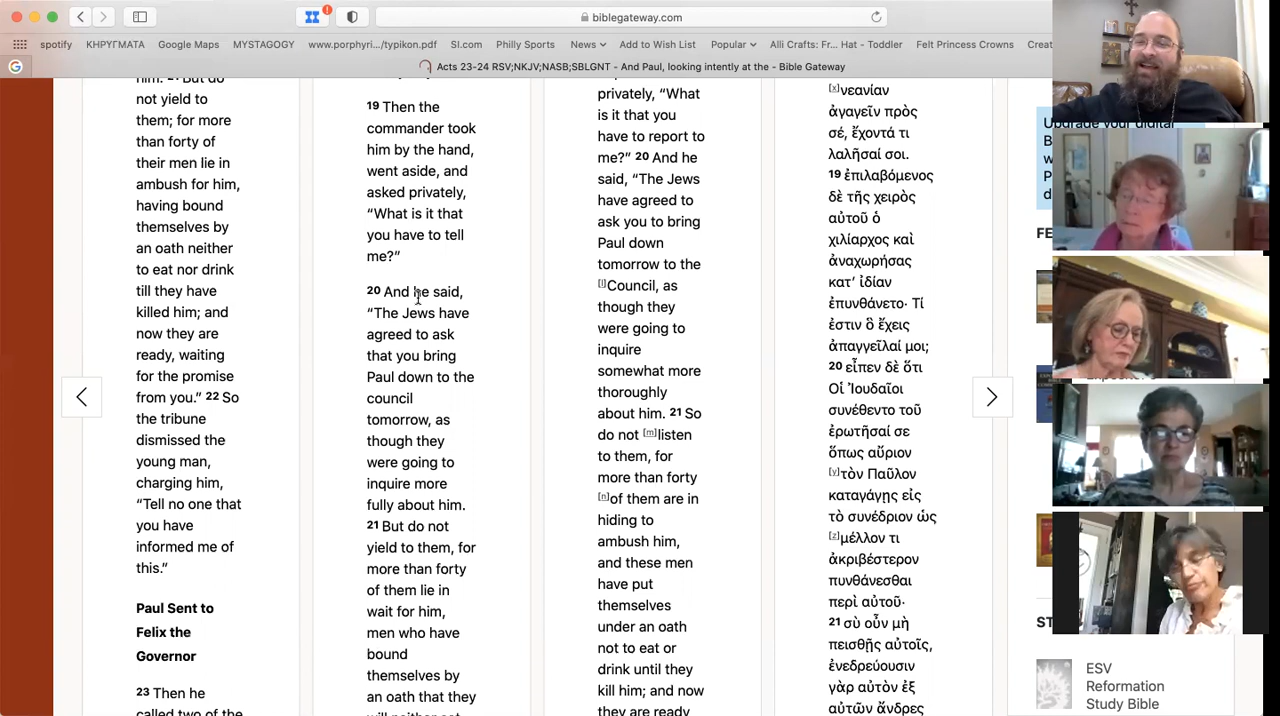 biblegateway.com
spotify ΚΗΡΥΓΜΑΤΑ Google Maps MYSTAGOGY www.porphyri.../typikon.pdf SI.com Philly Sports News Add to Wish List Popular Alli Crafts: Fr... Hat - Toddler Felt Princess Crowns Creat
Acts 23-24 RSV;NKJV;NASB;SBLGNT - And Paul, looking intently at the - Bible Gateway
him. 21 But do
not yield to
them; for more
than forty of
their men lie in
ambush for him,
having bound
themselves by
an oath neither
to eat nor drink
till they have
killed him; and
now they are
ready, waiting
for the promise
from you.” 22 So
the tribune
dismissed the
young man,
charging him,
“Tell no one that
you have
informed me of
this.”
Paul Sent to
Felix the
Governor
23 Then he
called two of the
19 Then the
commander took
him by the hand,
went aside, and
asked privately,
“What is it that
you have to tell
me?”
20 And he said,
“The Jews have
agreed to ask
that you bring
Paul down to the
council
tomorrow, as
though they
were going to
inquire more
fully about him.
21 But do not
yield to them, for
more than forty
of them lie in
wait for him,
men who have
bound
themselves by
an oath that they
will neither eat
privately, “What
is it that you
have to report to
me?” 20 And he
said, “The Jews
have agreed to
ask you to bring
Paul down
tomorrow to the
[l]Council, as
though they
were going to
inquire
somewhat more
thoroughly
about him. 21 So
do not [m]listen
to them, for
more than forty
[n]of them are in
hiding to
ambush him,
and these men
have put
themselves
under an oath
not to eat or
drink until they
kill him; and now
they are ready
[x]νεανίαν
ἀγαγεῖν πρὸς
σέ, ἔχοντά τι
λαλῆσαί σοι.
19 ἐπιλαβόμενος
δὲ τῆς χειρὸς
αὐτοῦ ὁ
χιλίαρχος καὶ
ἀναχωρήσας
κατ’ ἰδίαν
ἐπυνθάνετο· Τί
ἐστιν ὃ ἔχεις
ἀπαγγεῖλαί μοι;
20 εἶπεν δὲ ὅτι
Οἱ Ἰουδαῖοι
συνέθεντο τοῦ
ἐρωτῆσαί σε
ὅπως αὔριον
[y]τὸν Παῦλον
καταγάγῃς εἰς
τὸ συνέδριον ὡς
[z]μέλλον τι
ἀκριβέστερον
πυνθάνεσθαι
περὶ αὐτοῦ·
21 σὺ οὖν μὴ
πεισθῇς αὐτοῖς,
ἐνεδρεύουσιν
γὰρ αὐτὸν ἐξ
αὐτῶν ἄνδρες
Upgrade your digital
FE
ST
ESV
Reformation
Study Bible